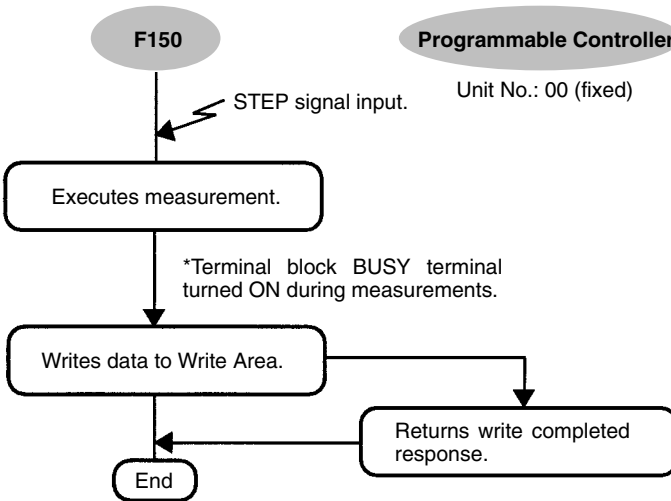 F150
Programmable Controller
Unit No.: 00 (fixed)
STEP signal input.
Executes measurement.
*Terminal block BUSY terminal
turned ON during measurements.
Writes data to Write Area.
Returns write completed
response.
End